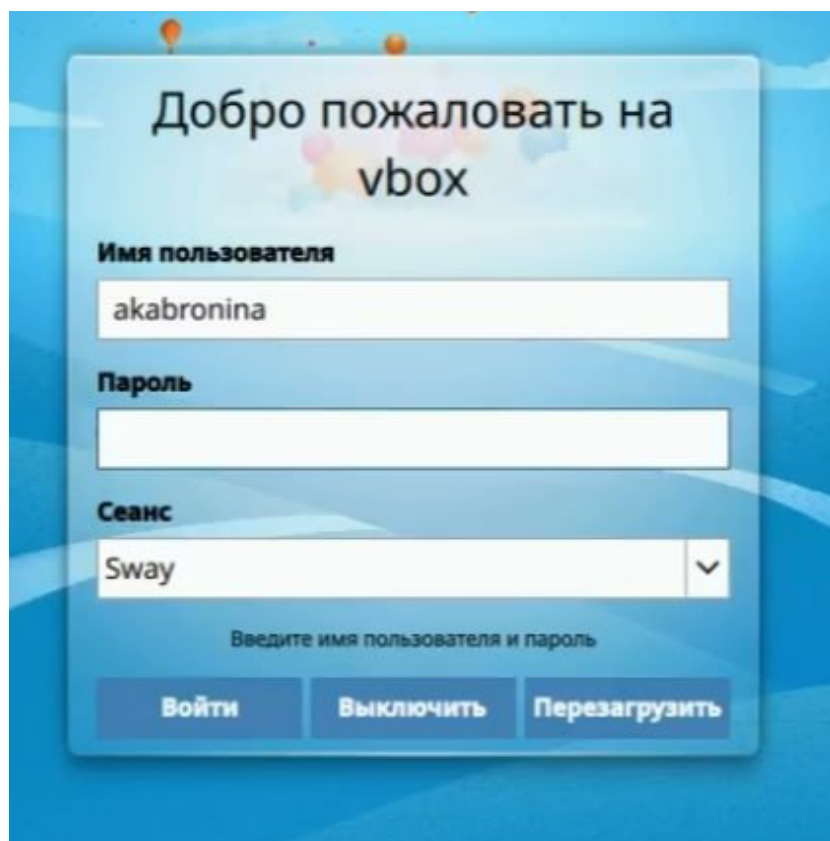 Добро пожаловать на
vbox
Имя пользователя
akabronina
Пароль
Сеанс
Sway
Введите имя пользователя и пароль
Войти
Выключить
Перезагрузить